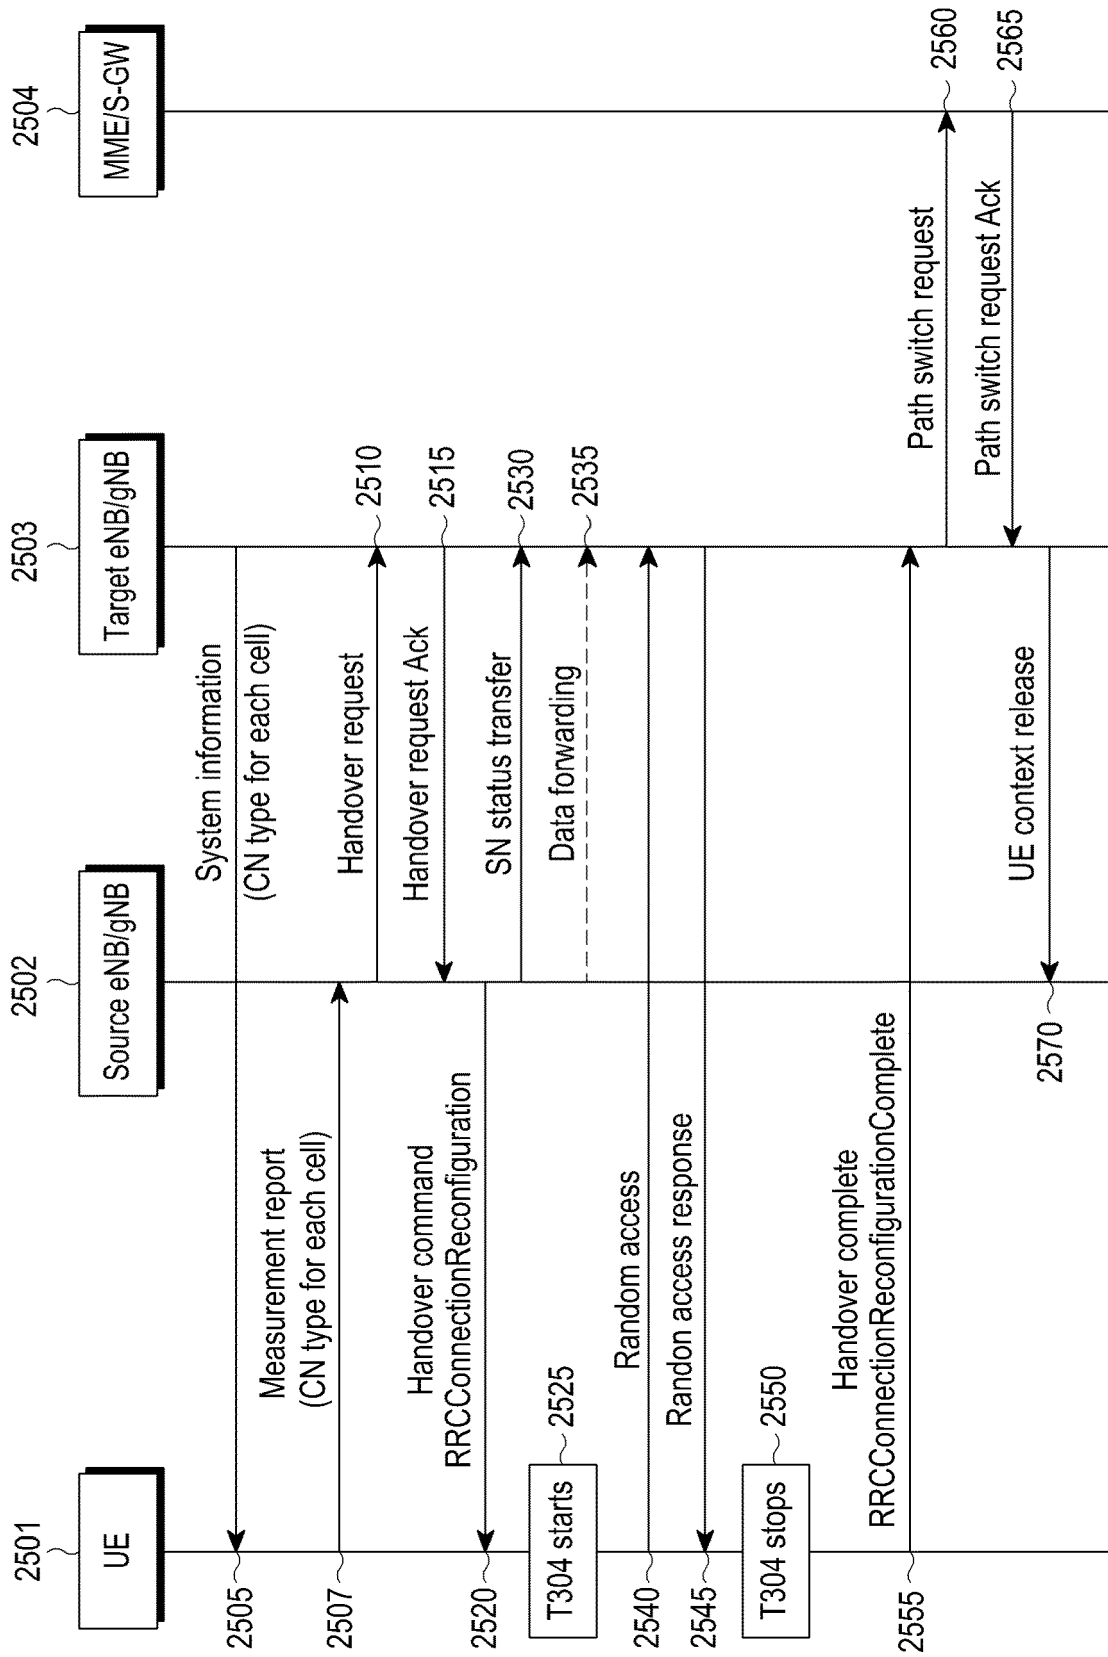 2501
2502
2503
2504
UE
Source eNB/gNB
Target eNB/gNB
MME/S-GW
System information
(CN type for each cell)
2505
Measurement report
(CN type for each cell)
2507
Handover request
2510
Handover request Ack
2515
Handover command
RRCConnectionReconfiguration
2520
SN status transfer
2530
T304 starts
2525
Data forwarding
2535
Random access
2540
Randon access response
2545
T304 stops
2550
Handover complete
RRCConnectionReconfigurationComplete
2555
Path switch request
2560
Path switch request Ack
2565
UE context release
2570